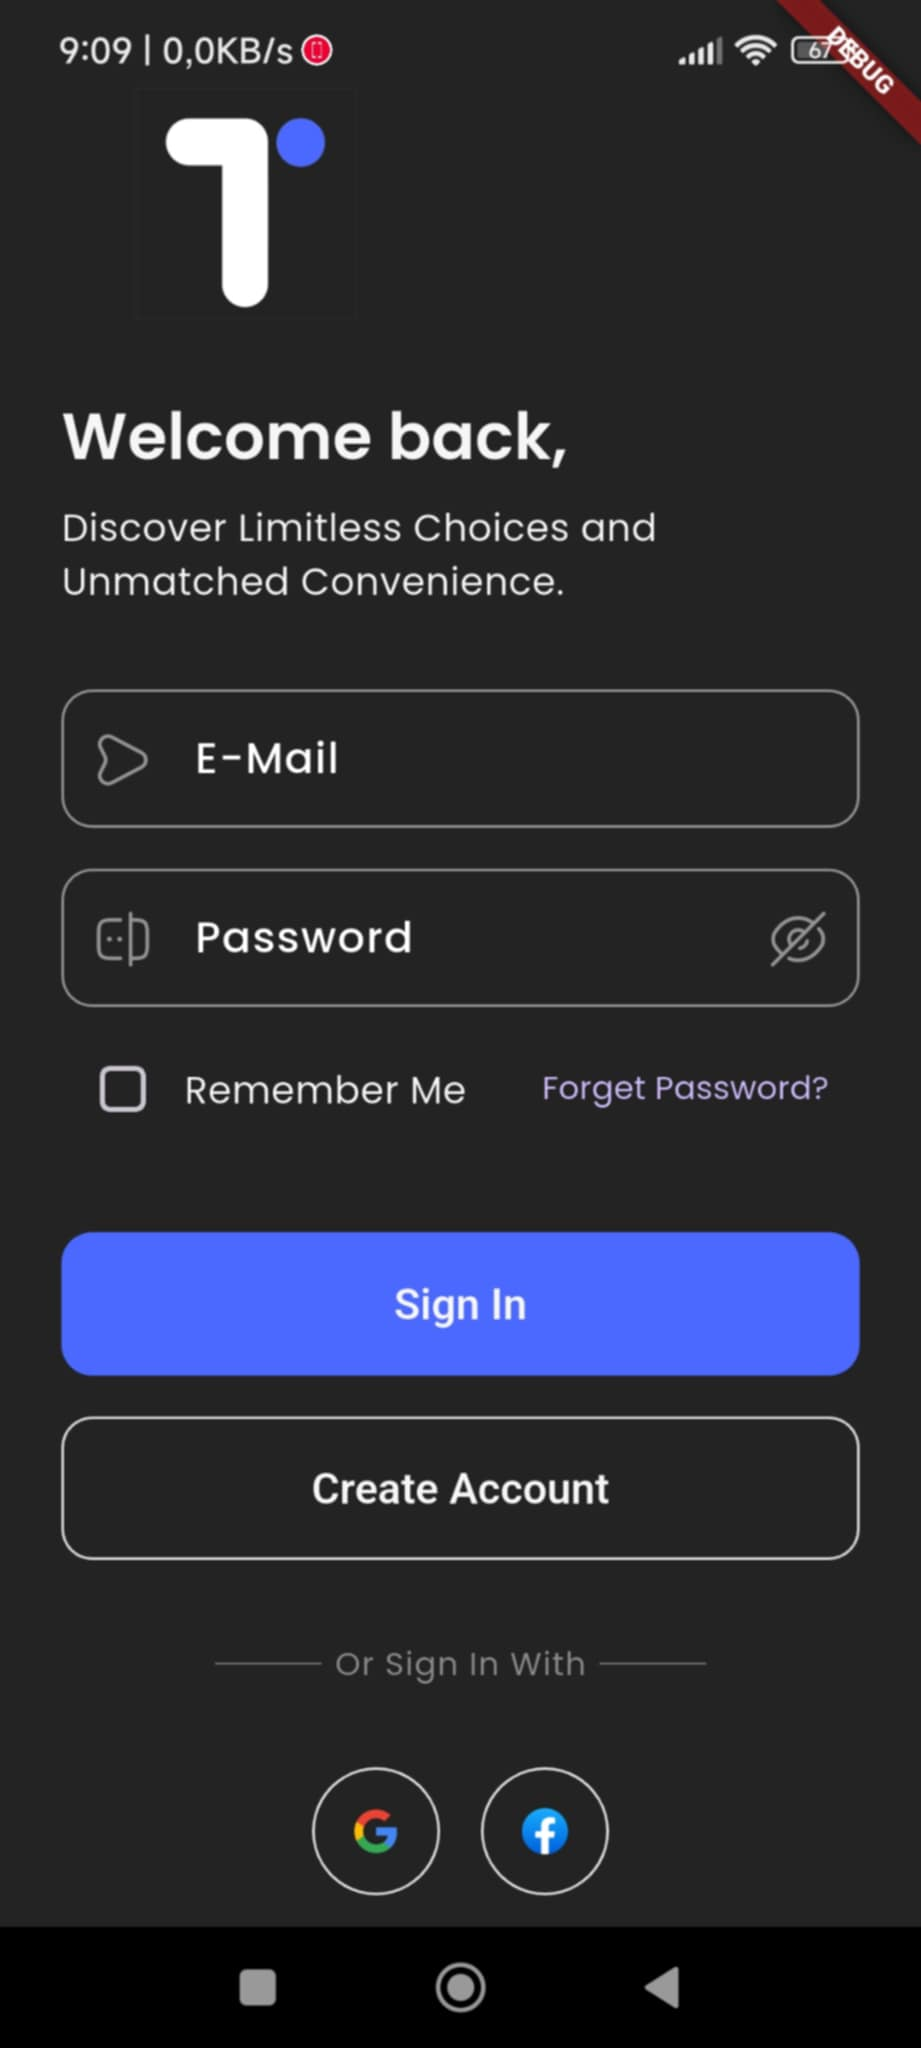 9:09 | 0,0KB/s
67
DEBUG
Welcome back,
Discover Limitless Choices and
Unmatched Convenience.
E-Mail
Password
Remember Me
Forget Password?
Sign In
Create Account
Or Sign In With